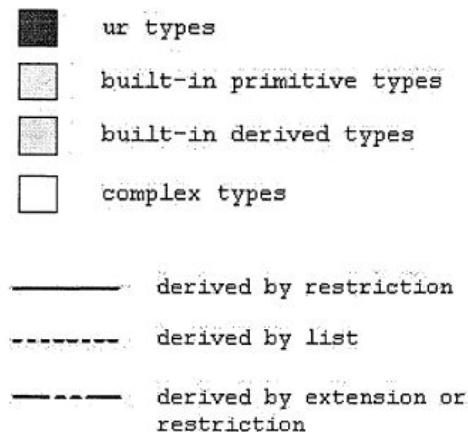 ur types
built-in primitive types
built-in derived types
complex types
derived by restriction
derived by list
derived by extension or
restriction